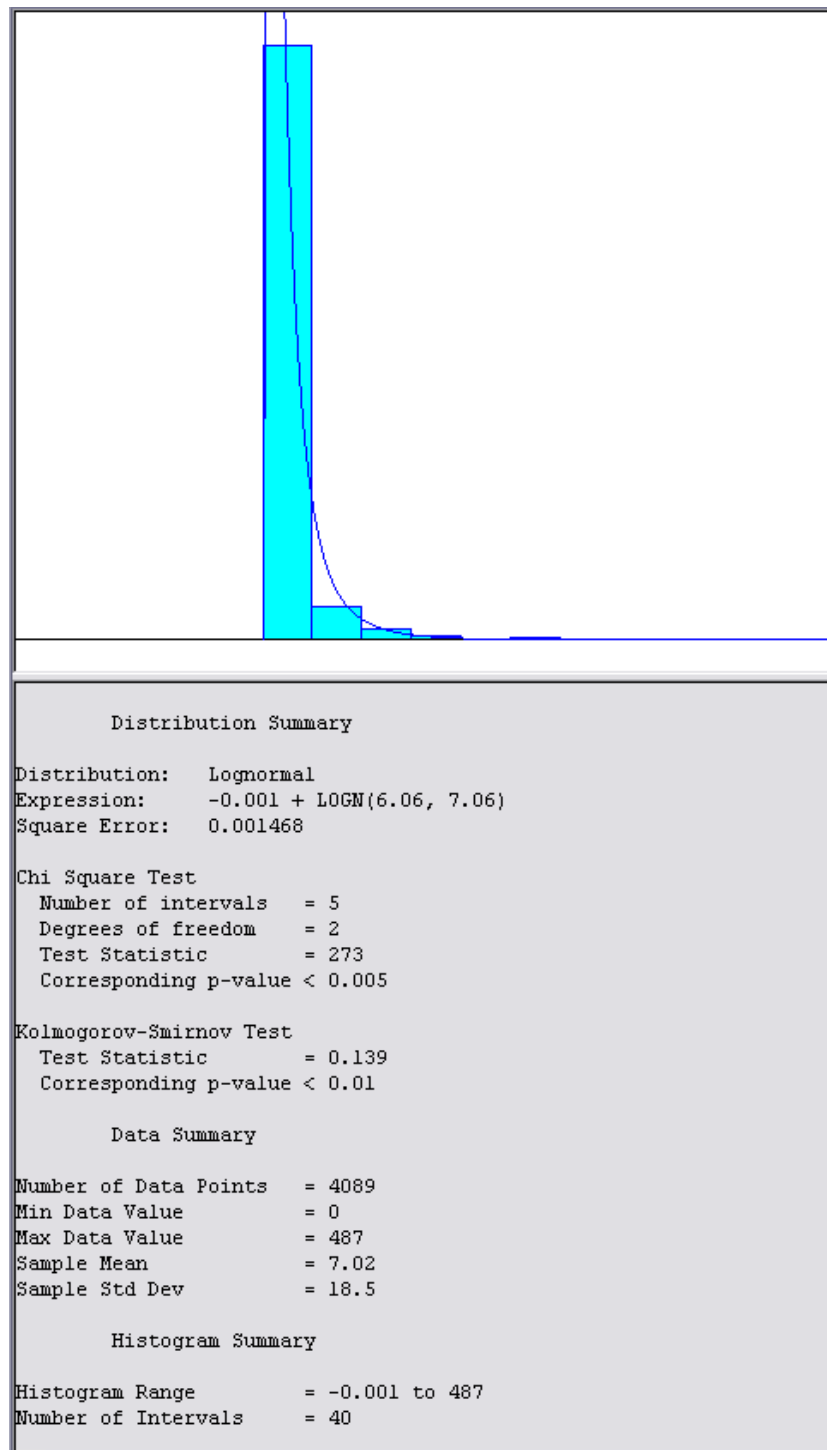 Distribution Summary
Distribution: Lognormal
Expression: -0.001 + LOGN(6.06, 7.06)
Square Error: 0.001468
Chi Square Test
Number of intervals = 5
Degrees of freedom = 2
Test Statistic = 273
Corresponding p-value < 0.005
Kolmogorov-Smirnov Test
Test Statistic = 0.139
Corresponding p-value < 0.01
Data Summary
Number of Data Points = 4089
Min Data Value = 0
Max Data Value = 487
Sample Mean = 7.02
Sample Std Dev = 18.5
Histogram Summary
Histogram Range = -0.001 to 487
Number of Intervals = 40